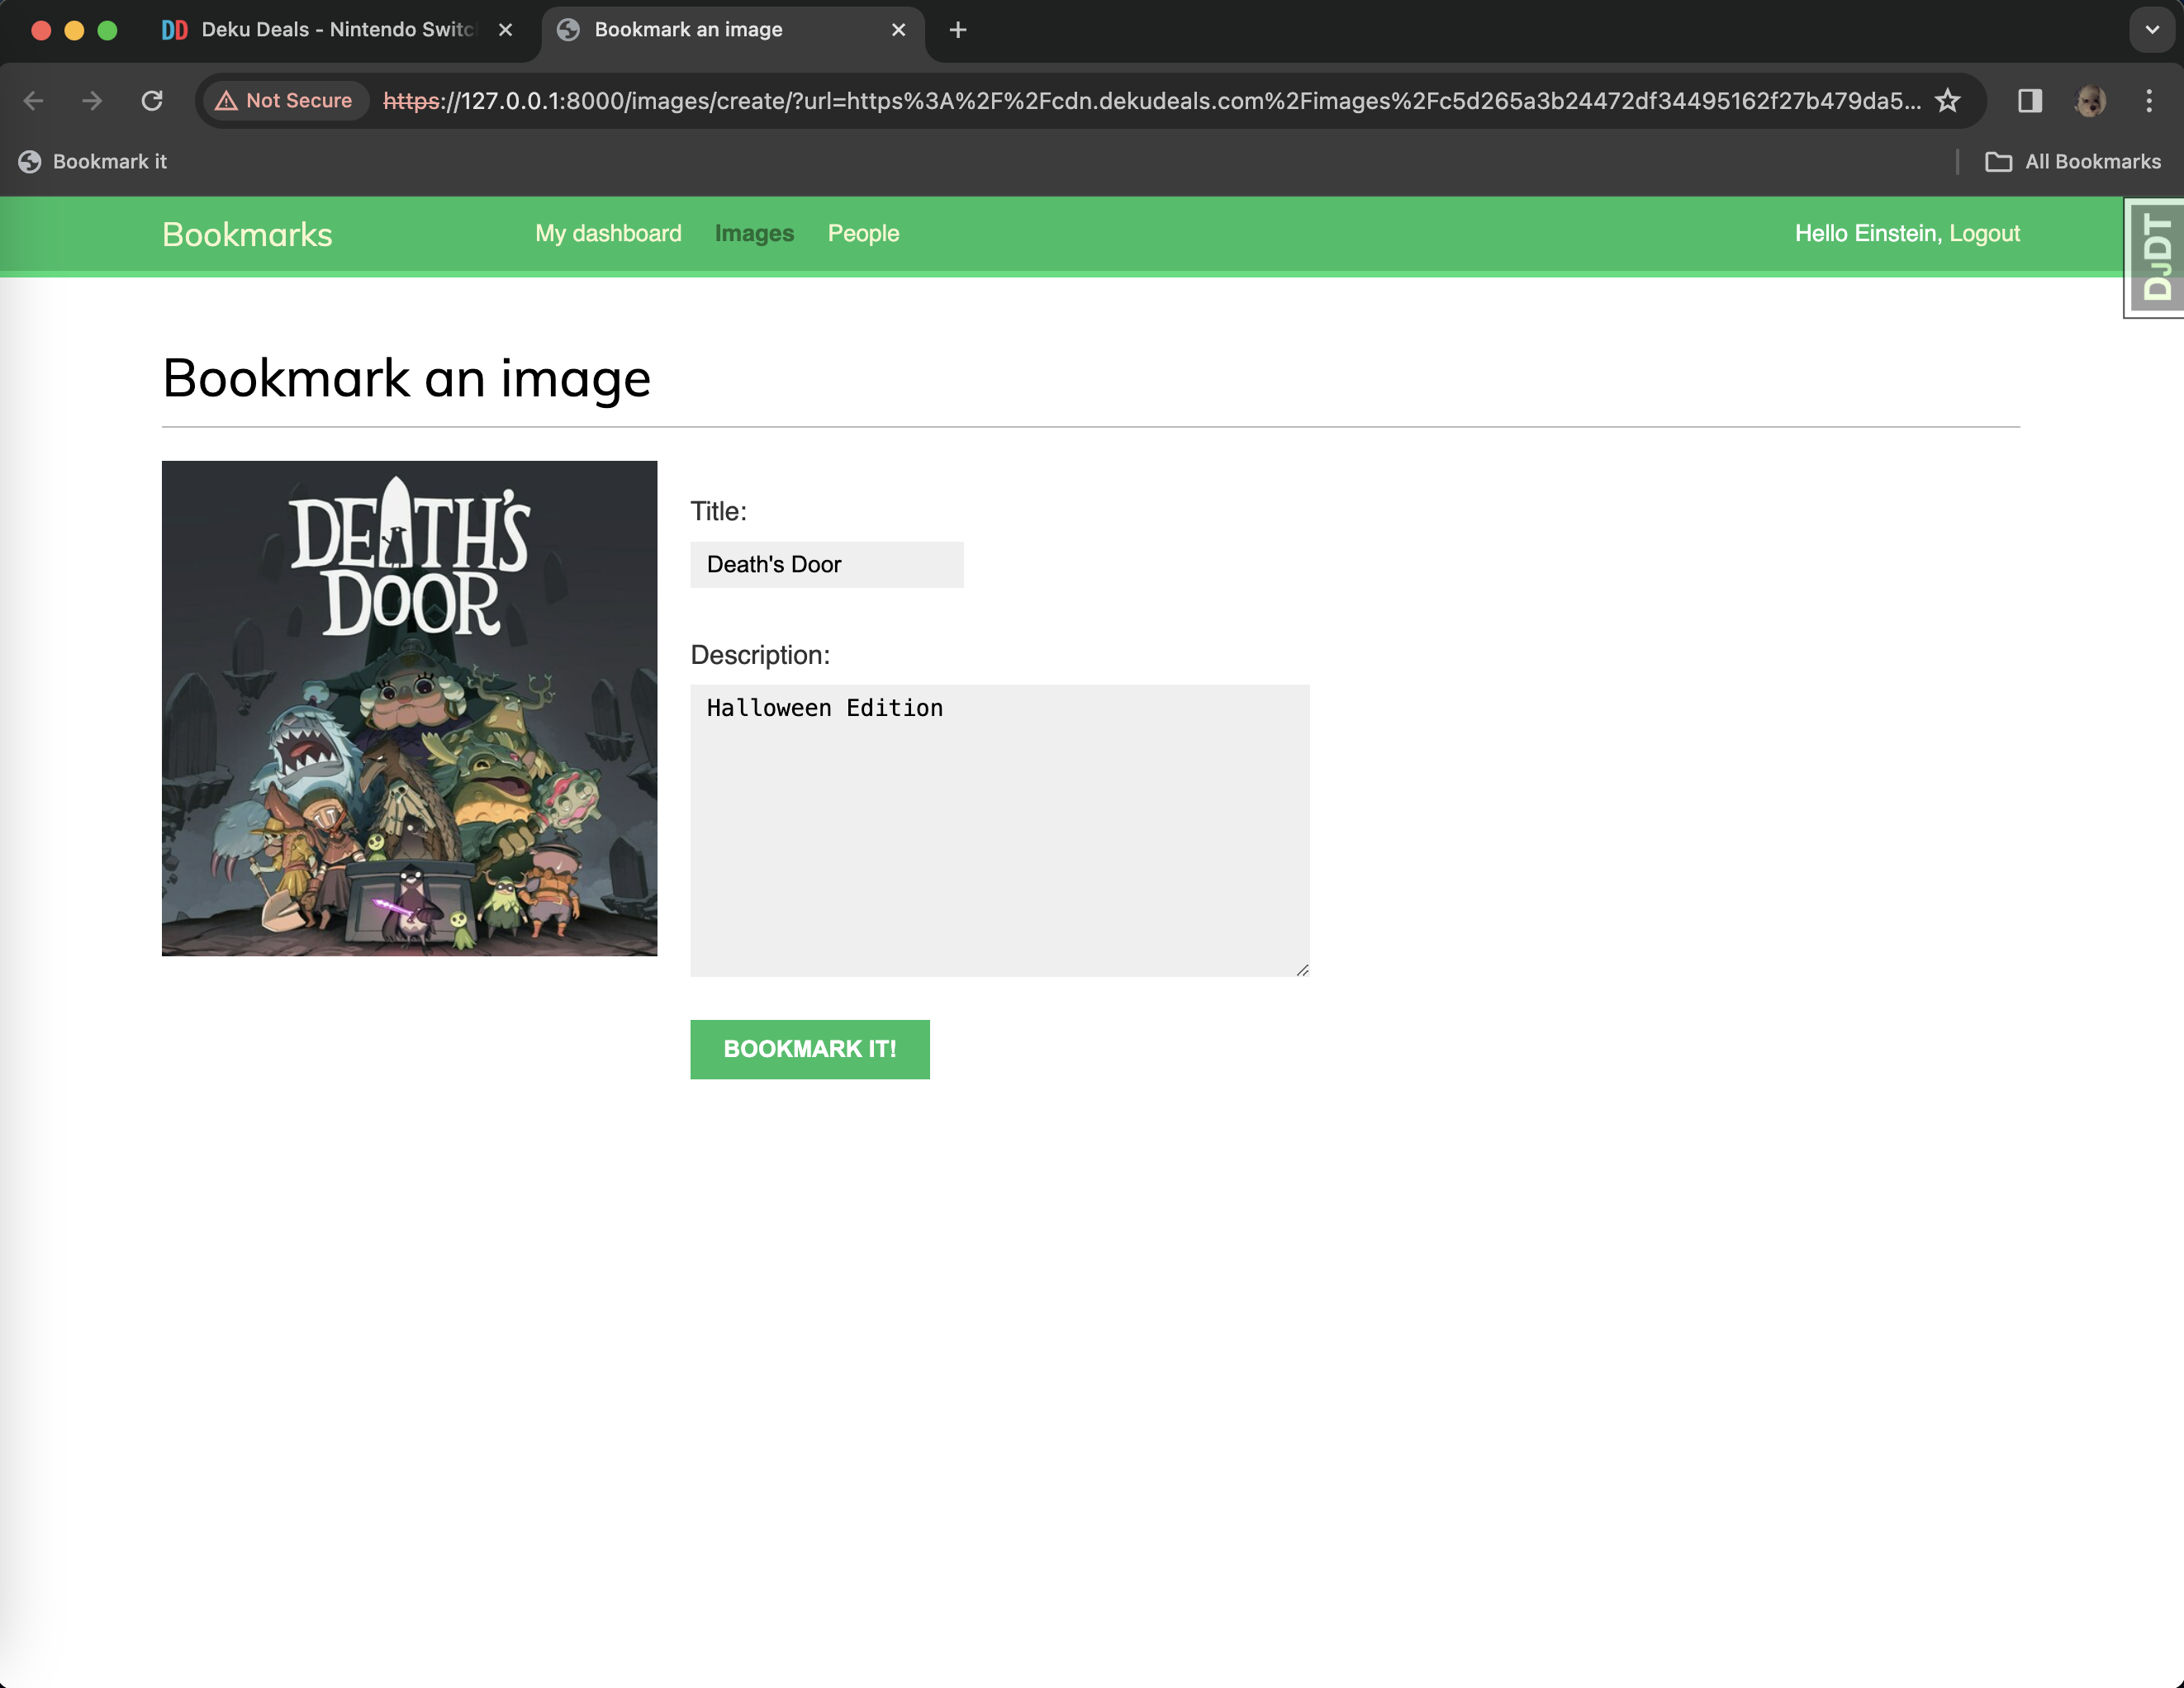 DD Deku Deals - Nintendo Switc
Bookmark an image
Not Secure https://127.0.0.1:8000/images/create/?url=https%3A%2F%2Fcdn.dekudeals.com%2Fimages%2Fc5d265a3b24472df34495162f27b479da5...
Bookmark it
All Bookmarks
Bookmarks My dashboard Images People Hello Einstein, Logout
DJDT
Bookmark an image
DEATH'S
DOOR
Title:
Death's Door
Description:
Halloween Edition
BOOKMARK IT!